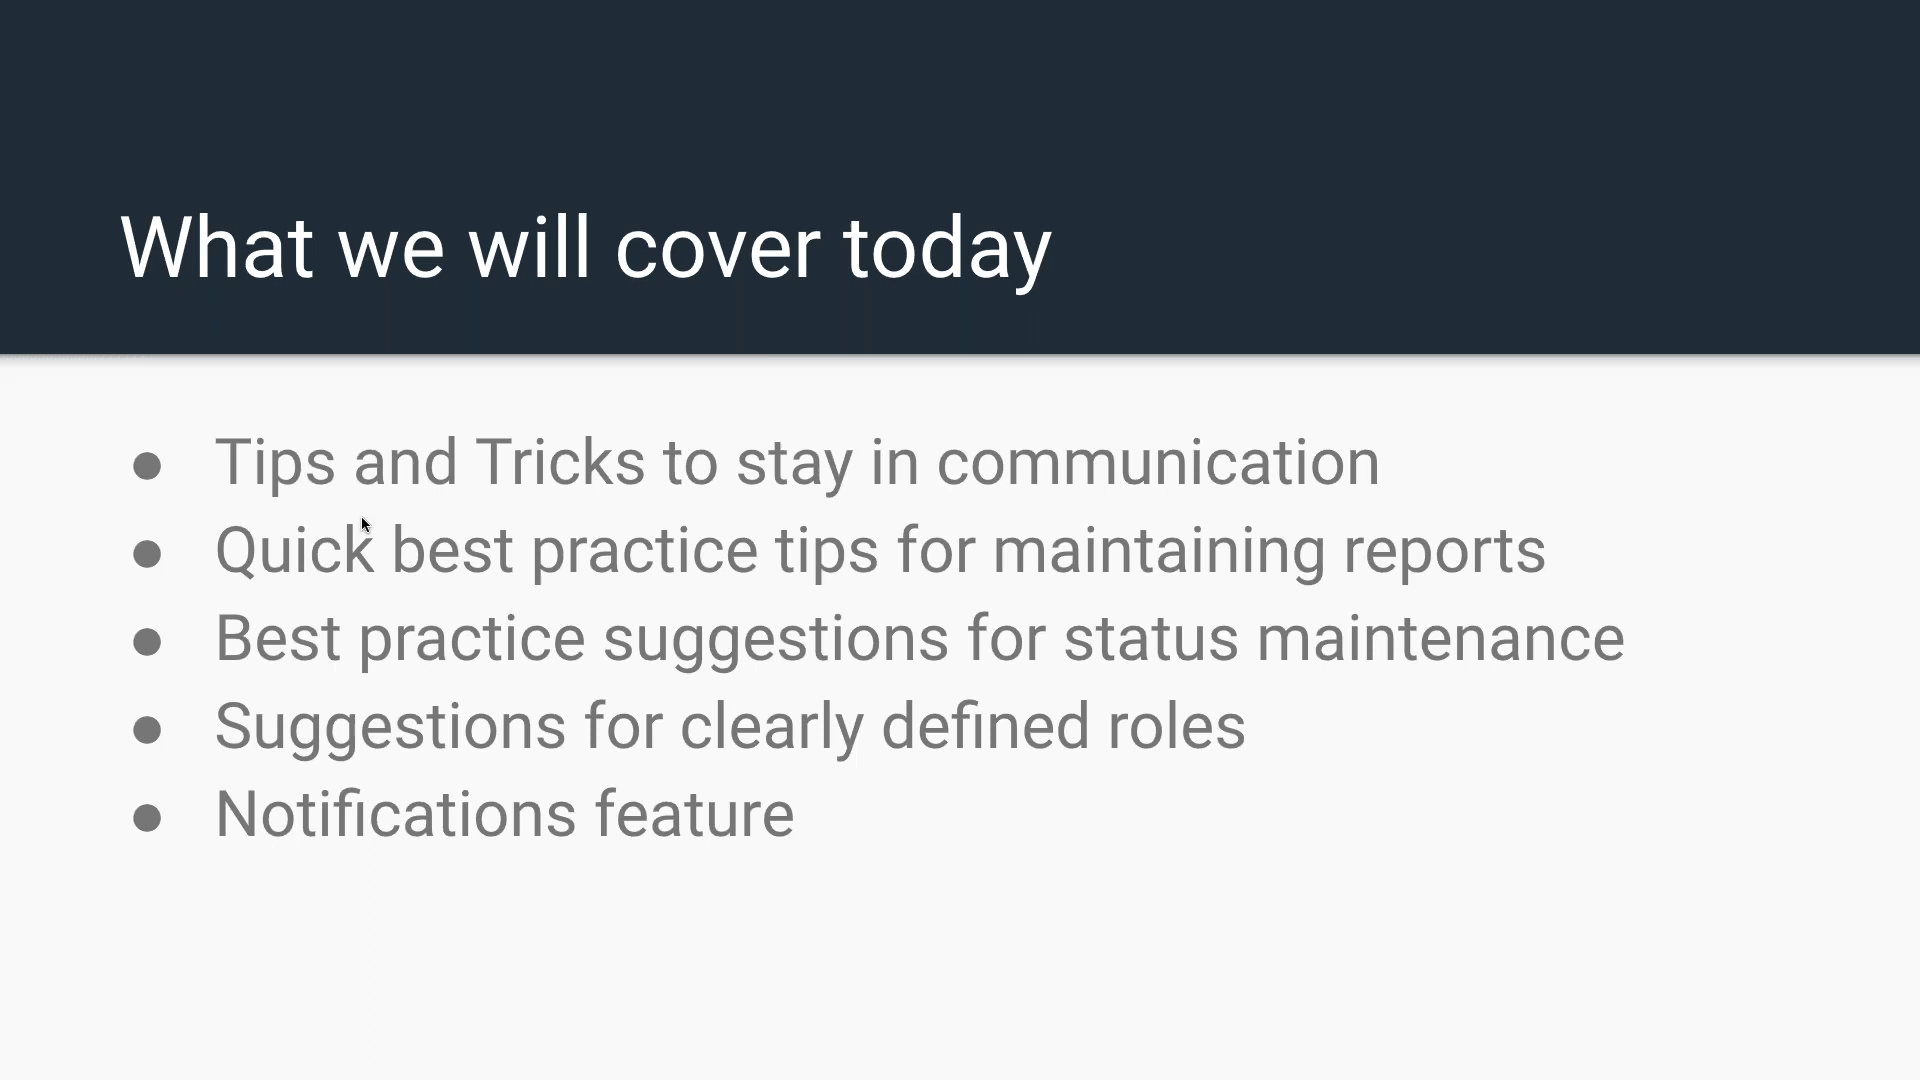 What we will cover today
● Tips and Tricks to stay in communication
● Quick best practice tips for maintaining reports
● Best practice suggestions for status maintenance
● Suggestions for clearly defined roles
● Notifications feature